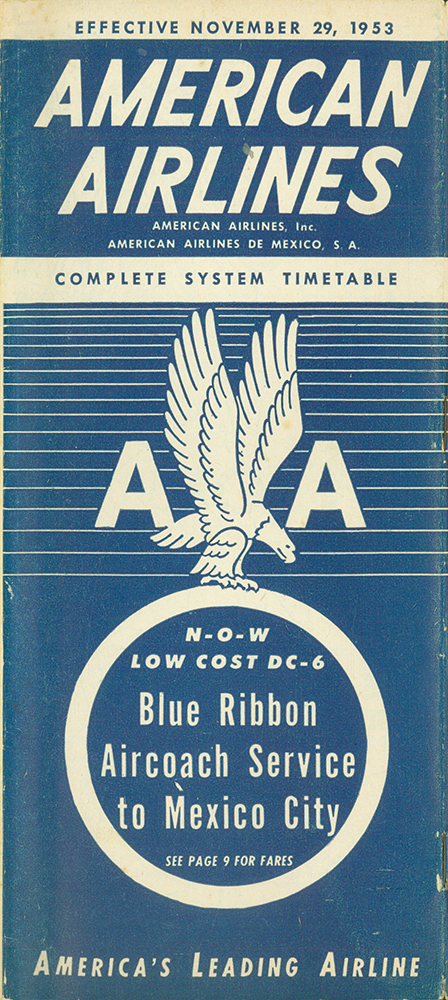 EFFECTIVE NOVEMBER 29, 1953
AMERICAN
AIRLINES
AMERICAN AIRLINES, Inc.
AMERICAN AIRLINES DE MEXICO, S. A.
COMPLETE SYSTEM TIMETABLE
A A
N-O-W
LOW COST DC-6
Blue Ribbon
Aircoach Service
to Mexico City
SEE PAGE 9 FOR FARES
AMERICA'S LEADING AIRLINE